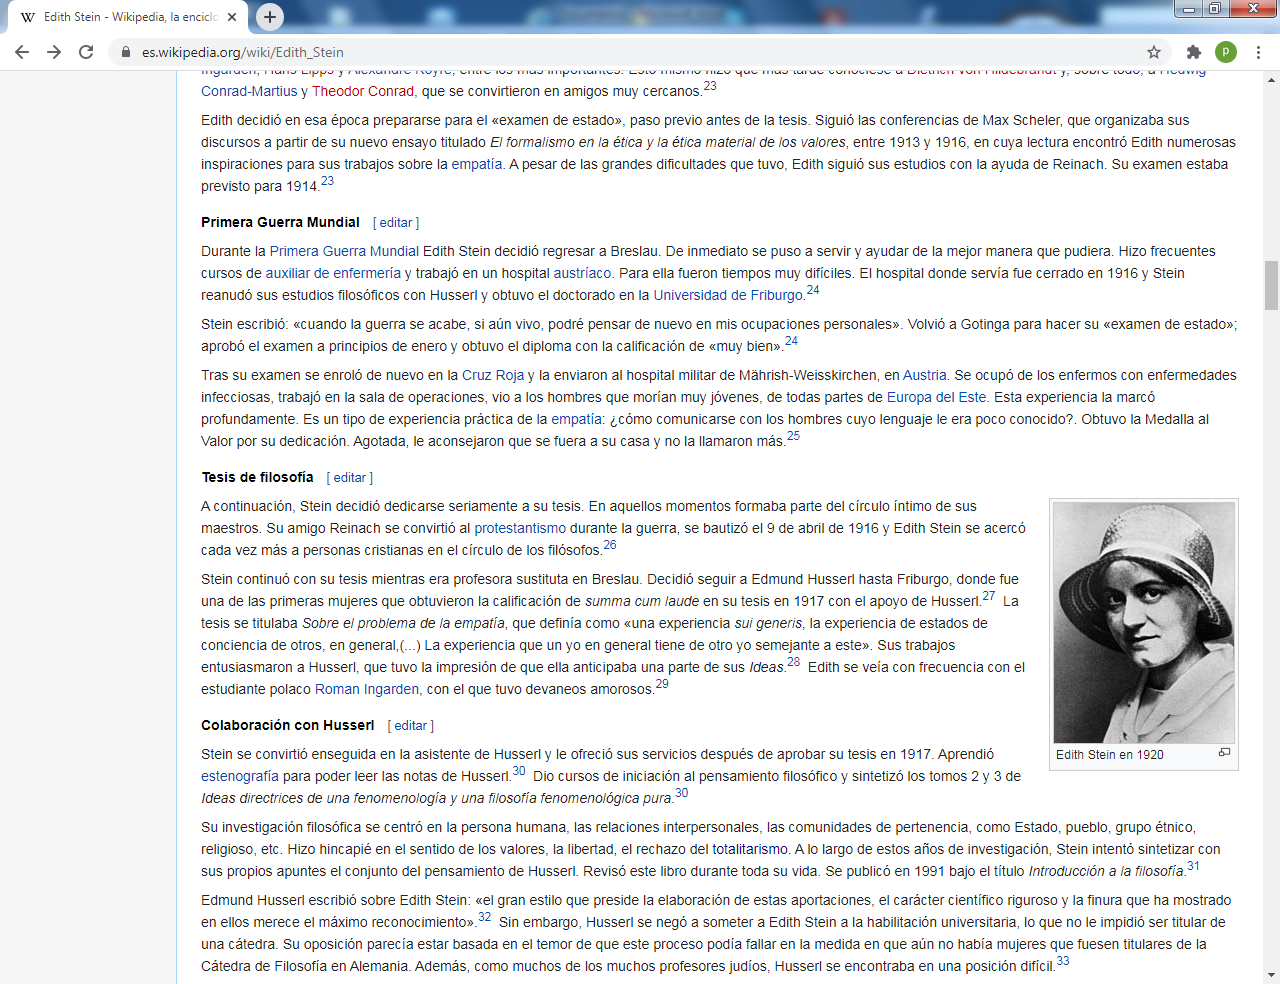 Edith Stein - Wikipedia, la enciclo
es.wikipedia.org/wiki/Edith_Stein
P
Ingarden, Hans Lipps y Alexandre Koyré, entre los más importantes. Esto mismo hizo que más tarde conociese a Dietrich von Hildebrandt y, sobre todo, a Hedwig
Conrad-Martius y Theodor Conrad, que se convirtieron en amigos muy cercanos.23
Edith decidió en esa época prepararse para el «examen de estado», paso previo antes de la tesis. Siguió las conferencias de Max Scheler, que organizaba sus
discursos a partir de su nuevo ensayo titulado El formalismo en la ética y la ética material de los valores, entre 1913 y 1916, en cuya lectura encontró Edith numerosas
inspiraciones para sus trabajos sobre la empatía. A pesar de las grandes dificultades que tuvo, Edith siguió sus estudios con la ayuda de Reinach. Su examen estaba
previsto para 1914.23
Primera Guerra Mundial [ editar ]
Durante la Primera Guerra Mundial Edith Stein decidió regresar a Breslau. De inmediato se puso a servir y ayudar de la mejor manera que pudiera. Hizo frecuentes
cursos de auxiliar de enfermería y trabajó en un hospital austríaco. Para ella fueron tiempos muy difíciles. El hospital donde servía fue cerrado en 1916 y Stein
reanudó sus estudios filosóficos con Husserl y obtuvo el doctorado en la Universidad de Friburgo.24
Stein escribió: «cuando la guerra se acabe, si aún vivo, podré pensar de nuevo en mis ocupaciones personales». Volvió a Gotinga para hacer su «examen de estado»;
aprobó el examen a principios de enero y obtuvo el diploma con la calificación de «muy bien».24
Tras su examen se enroló de nuevo en la Cruz Roja y la enviaron al hospital militar de Mährish-Weisskirchen, en Austria. Se ocupó de los enfermos con enfermedades
infecciosas, trabajó en la sala de operaciones, vio a los hombres que morían muy jóvenes, de todas partes de Europa del Este. Esta experiencia la marcó
profundamente. Es un tipo de experiencia práctica de la empatía: ¿cómo comunicarse con los hombres cuyo lenguaje le era poco conocido?. Obtuvo la Medalla al
Valor por su dedicación. Agotada, le aconsejaron que se fuera a su casa y no la llamaron más.25
Tesis de filosofía [ editar ]
A continuación, Stein decidió dedicarse seriamente a su tesis. En aquellos momentos formaba parte del círculo íntimo de sus
maestros. Su amigo Reinach se convirtió al protestantismo durante la guerra, se bautizó el 9 de abril de 1916 y Edith Stein se acercó
cada vez más a personas cristianas en el círculo de los filósofos.26
Stein continuó con su tesis mientras era profesora sustituta en Breslau. Decidió seguir a Edmund Husserl hasta Friburgo, donde fue
una de las primeras mujeres que obtuvieron la calificación de summa cum laude en su tesis en 1917 con el apoyo de Husserl.27 La
tesis se titulaba Sobre el problema de la empatía, que definía como «una experiencia sui generis, la experiencia de estados de
conciencia de otros, en general,(...) La experiencia que un yo en general tiene de otro yo semejante a este». Sus trabajos
entusiasmaron a Husserl, que tuvo la impresión de que ella anticipaba una parte de sus Ideas.28 Edith se veía con frecuencia con el
estudiante polaco Roman Ingarden, con el que tuvo devaneos amorosos.29
Edith Stein en 1920
Colaboración con Husserl [ editar ]
Stein se convirtió enseguida en la asistente de Husserl y le ofreció sus servicios después de aprobar su tesis en 1917. Aprendió
estenografía para poder leer las notas de Husserl.30 Dio cursos de iniciación al pensamiento filosófico y sintetizó los tomos 2 y 3 de
Ideas directrices de una fenomenología y una filosofía fenomenológica pura.30
Su investigación filosófica se centró en la persona humana, las relaciones interpersonales, las comunidades de pertenencia, como Estado, pueblo, grupo étnico,
religioso, etc. Hizo hincapié en el sentido de los valores, la libertad, el rechazo del totalitarismo. A lo largo de estos años de investigación, Stein intentó sintetizar con
sus propios apuntes el conjunto del pensamiento de Husserl. Revisó este libro durante toda su vida. Se publicó en 1991 bajo el título Introducción a la filosofía.31
Edmund Husserl escribió sobre Edith Stein: «el gran estilo que preside la elaboración de estas aportaciones, el carácter científico riguroso y la finura que ha mostrado
en ellos merece el máximo reconocimiento».32 Sin embargo, Husserl se negó a someter a Edith Stein a la habilitación universitaria, lo que no le impidió ser titular de
una cátedra. Su oposición parecía estar basada en el temor de que este proceso podía fallar en la medida en que aún no había mujeres que fuesen titulares de la
Cátedra de Filosofía en Alemania. Además, como muchos de los muchos profesores judíos, Husserl se encontraba en una posición difícil.33